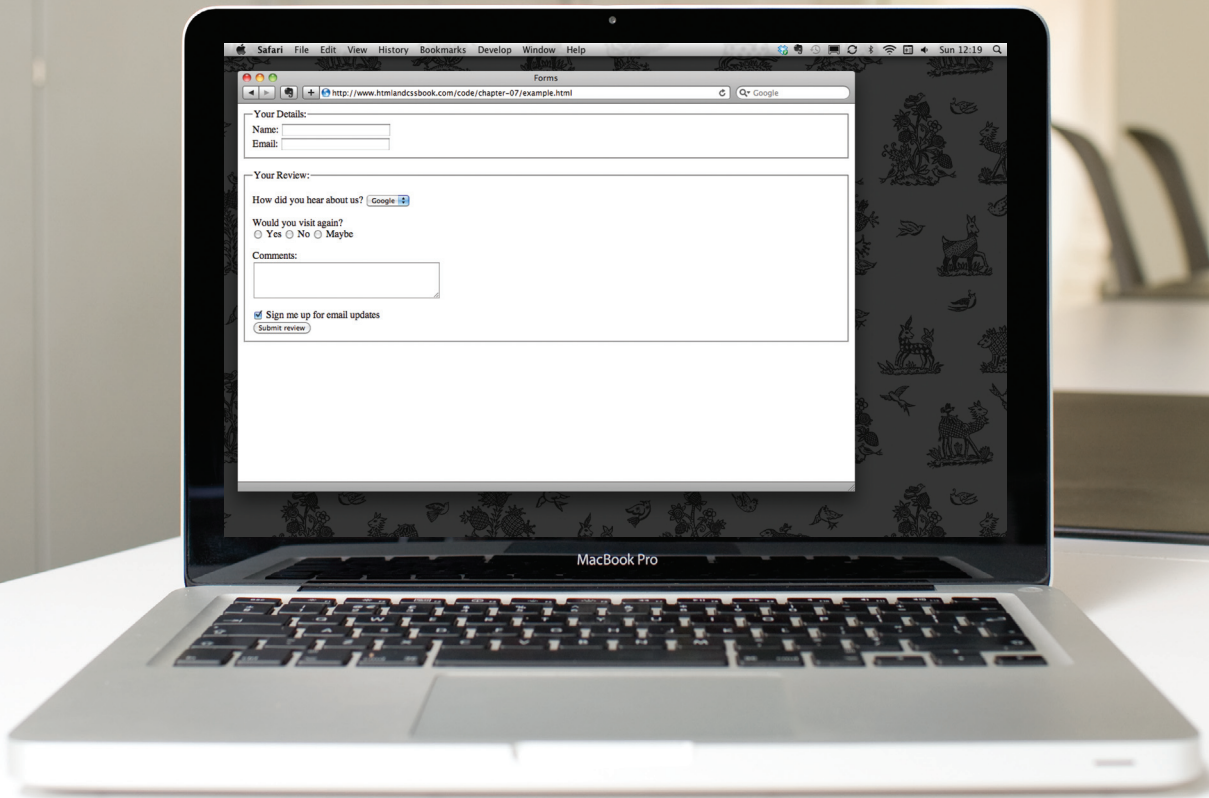 Safari File Edit View History Bookmarks Develop Window Help Sun 12:19
Forms
http://www.htmlandcssbook.com/code/chapter-07/example.html Google
Your Details:
Name:
Email:
Your Review:
How did you hear about us? Google
Would you visit again?
Yes No Maybe
Comments:
Sign me up for email updates
Submit review
MacBook Pro